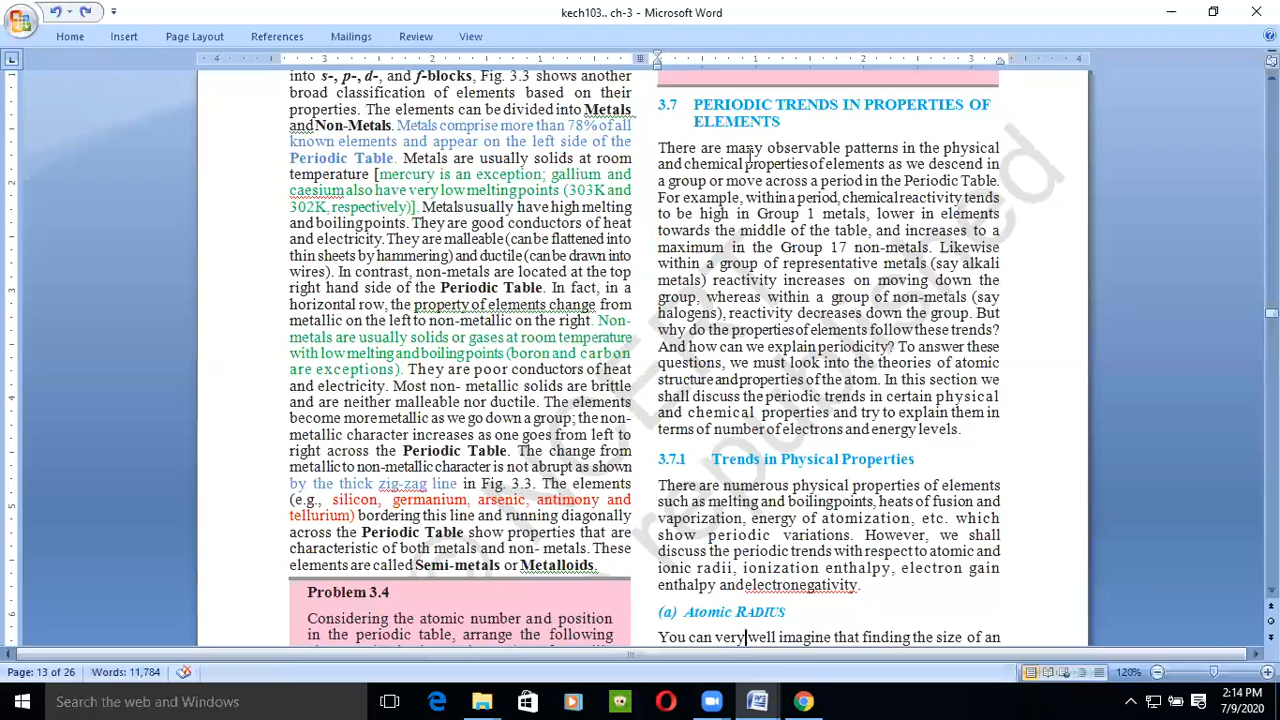 kech103.. ch-3 - Microsoft Word
Home Insert Page Layout References Mailings Review View
4 3 2 1 1 2 3 4
into s-, p-, d-, and f-blocks, Fig. 3.3 shows another
broad classification of elements based on their
properties. The elements can be divided into Metals
and Non-Metals. Metals comprise more than 78% of all
known elements and appear on the left side of the
Periodic Table. Metals are usually solids at room
temperature [mercury is an exception; gallium and
caesium also have very low melting points (303K and
302K, respectively)]. Metals usually have high melting
and boiling points. They are good conductors of heat
and electricity. They are malleable (can be flattened into
thin sheets by hammering) and ductile (can be drawn into
wires). In contrast, non-metals are located at the top
right hand side of the Periodic Table. In fact, in a
horizontal row, the property of elements change from
metallic on the left to non-metallic on the right. Non-
metals are usually solids or gases at room temperature
with low melting and boiling points (boron and carbon
are exceptions). They are poor conductors of heat
and electricity. Most non- metallic solids are brittle
and are neither malleable nor ductile. The elements
become more metallic as we go down a group; the non-
metallic character increases as one goes from left to
right across the Periodic Table. The change from
metallic to non-metallic character is not abrupt as shown
by the thick zig-zag line in Fig. 3.3. The elements
(e.g., silicon, germanium, arsenic, antimony and
tellurium) bordering this line and running diagonally
across the Periodic Table show properties that are
characteristic of both metals and non- metals. These
elements are called Semi-metals or Metalloids.
Problem 3.4
Considering the atomic number and position
in the periodic table, arrange the following
3.7 PERIODIC TRENDS IN PROPERTIES OF
ELEMENTS
There are many observable patterns in the physical
and chemical properties of elements as we descend in
a group or move across a period in the Periodic Table.
For example, within a period, chemical reactivity tends
to be high in Group 1 metals, lower in elements
towards the middle of the table, and increases to a
maximum in the Group 17 non-metals. Likewise
within a group of representative metals (say alkali
metals) reactivity increases on moving down the
group, whereas within a group of non-metals (say
halogens), reactivity decreases down the group. But
why do the properties of elements follow these trends?
And how can we explain periodicity? To answer these
questions, we must look into the theories of atomic
structure and properties of the atom. In this section we
shall discuss the periodic trends in certain physical
and chemical properties and try to explain them in
terms of number of electrons and energy levels.
3.7.1 Trends in Physical Properties
There are numerous physical properties of elements
such as melting and boiling points, heats of fusion and
vaporization, energy of atomization, etc. which
show periodic variations. However, we shall
discuss the periodic trends with respect to atomic and
ionic radii, ionization enthalpy, electron gain
enthalpy and electronegativity.
(a) Atomic RADIUS
You can very well imagine that finding the size of an
© NCERT
republished
Page: 13 of 26 Words: 11,784 120%
Search the web and Windows
2:14 PM
7/9/2020